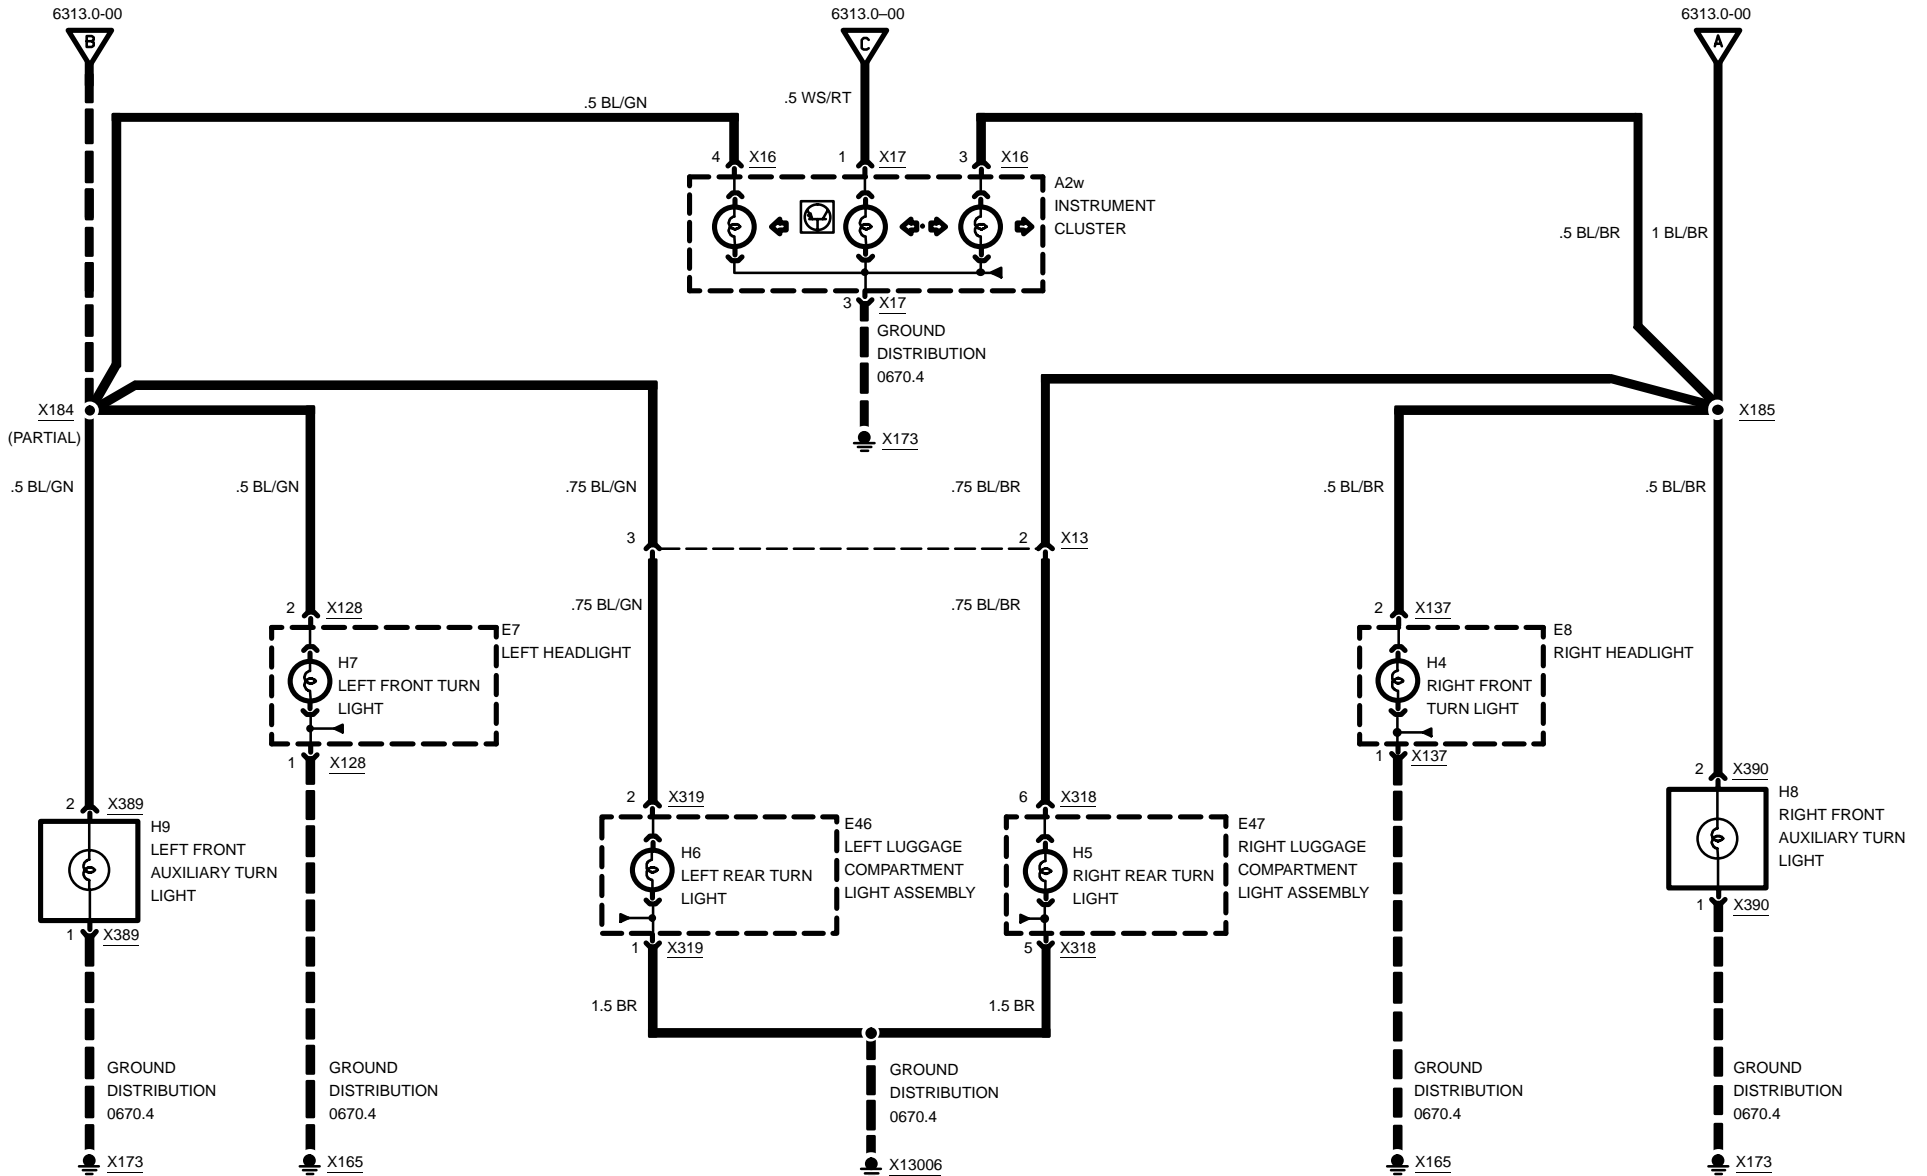 6313.0-00
6313.0–00
6313.0-00
B
C
A
.5 BL/GN
.5 WS/RT
4
X16
1
X17
3
X16
A2w
INSTRUMENT
CLUSTER
.5 BL/BR
1 BL/BR
3
X17
GROUND
DISTRIBUTION
0670.4
X173
X184
(PARTIAL)
X185
.5 BL/GN
.5 BL/GN
.75 BL/GN
.75 BL/BR
.5 BL/BR
.5 BL/BR
3
2
X13
.75 BL/GN
.75 BL/BR
2
X128
E7
LEFT HEADLIGHT
H7
LEFT FRONT TURN
LIGHT
1
X128
2
X137
E8
RIGHT HEADLIGHT
H4
RIGHT FRONT
TURN LIGHT
1
X137
2
X389
H9
LEFT FRONT
AUXILIARY TURN
LIGHT
1
X389
2
X319
E46
LEFT LUGGAGE
COMPARTMENT
LIGHT ASSEMBLY
H6
LEFT REAR TURN
LIGHT
1
X319
6
X318
E47
RIGHT LUGGAGE
COMPARTMENT
LIGHT ASSEMBLY
H5
RIGHT REAR TURN
LIGHT
5
X318
2
X390
H8
RIGHT FRONT
AUXILIARY TURN
LIGHT
1
X390
1.5 BR
1.5 BR
GROUND
DISTRIBUTION
0670.4
X173
GROUND
DISTRIBUTION
0670.4
X165
GROUND
DISTRIBUTION
0670.4
X13006
GROUND
DISTRIBUTION
0670.4
X165
GROUND
DISTRIBUTION
0670.4
X173